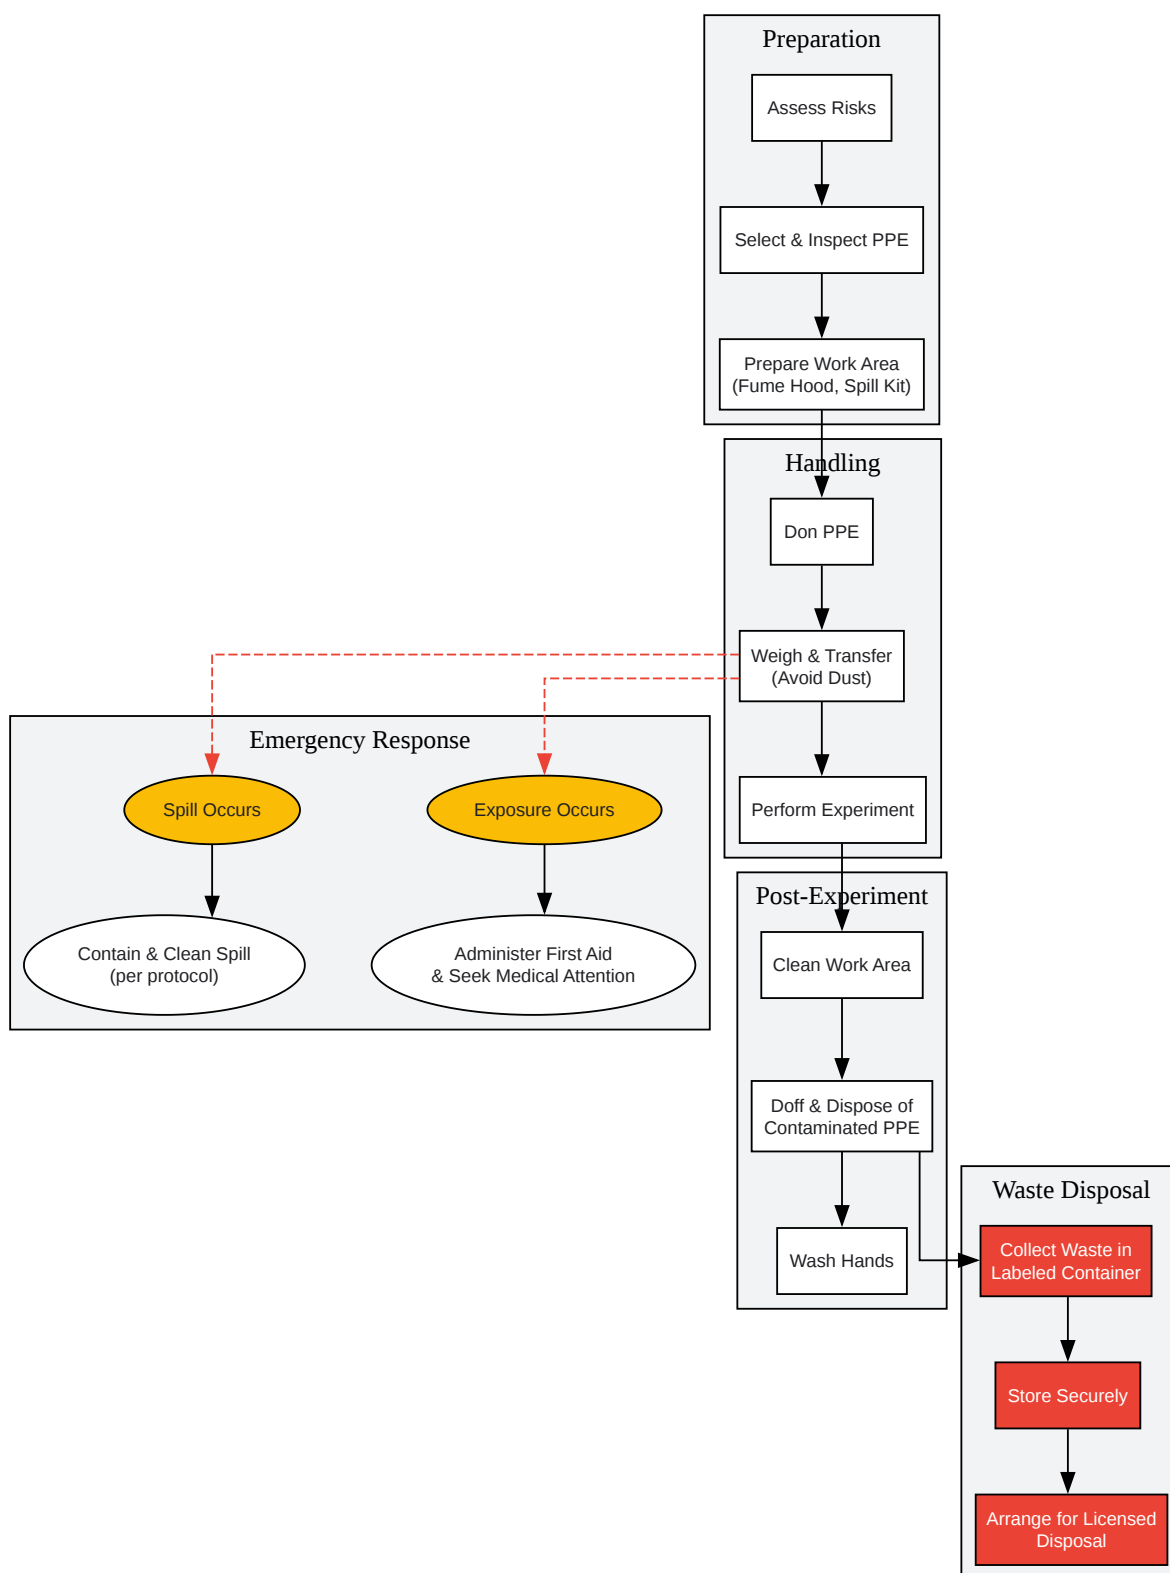 Preparation
Assess Risks
Select & Inspect PPE
Prepare Work Area
(Fume Hood, Spill Kit)
Handling
Don PPE
Weigh & Transfer
(Avoid Dust)
Perform Experiment
Emergency Response
Spill Occurs
Exposure Occurs
Contain & Clean Spill
(per protocol)
Administer First Aid
& Seek Medical Attention
Post-Experiment
Clean Work Area
Doff & Dispose of
Contaminated PPE
Wash Hands
Waste Disposal
Collect Waste in
Labeled Container
Store Securely
Arrange for Licensed
Disposal